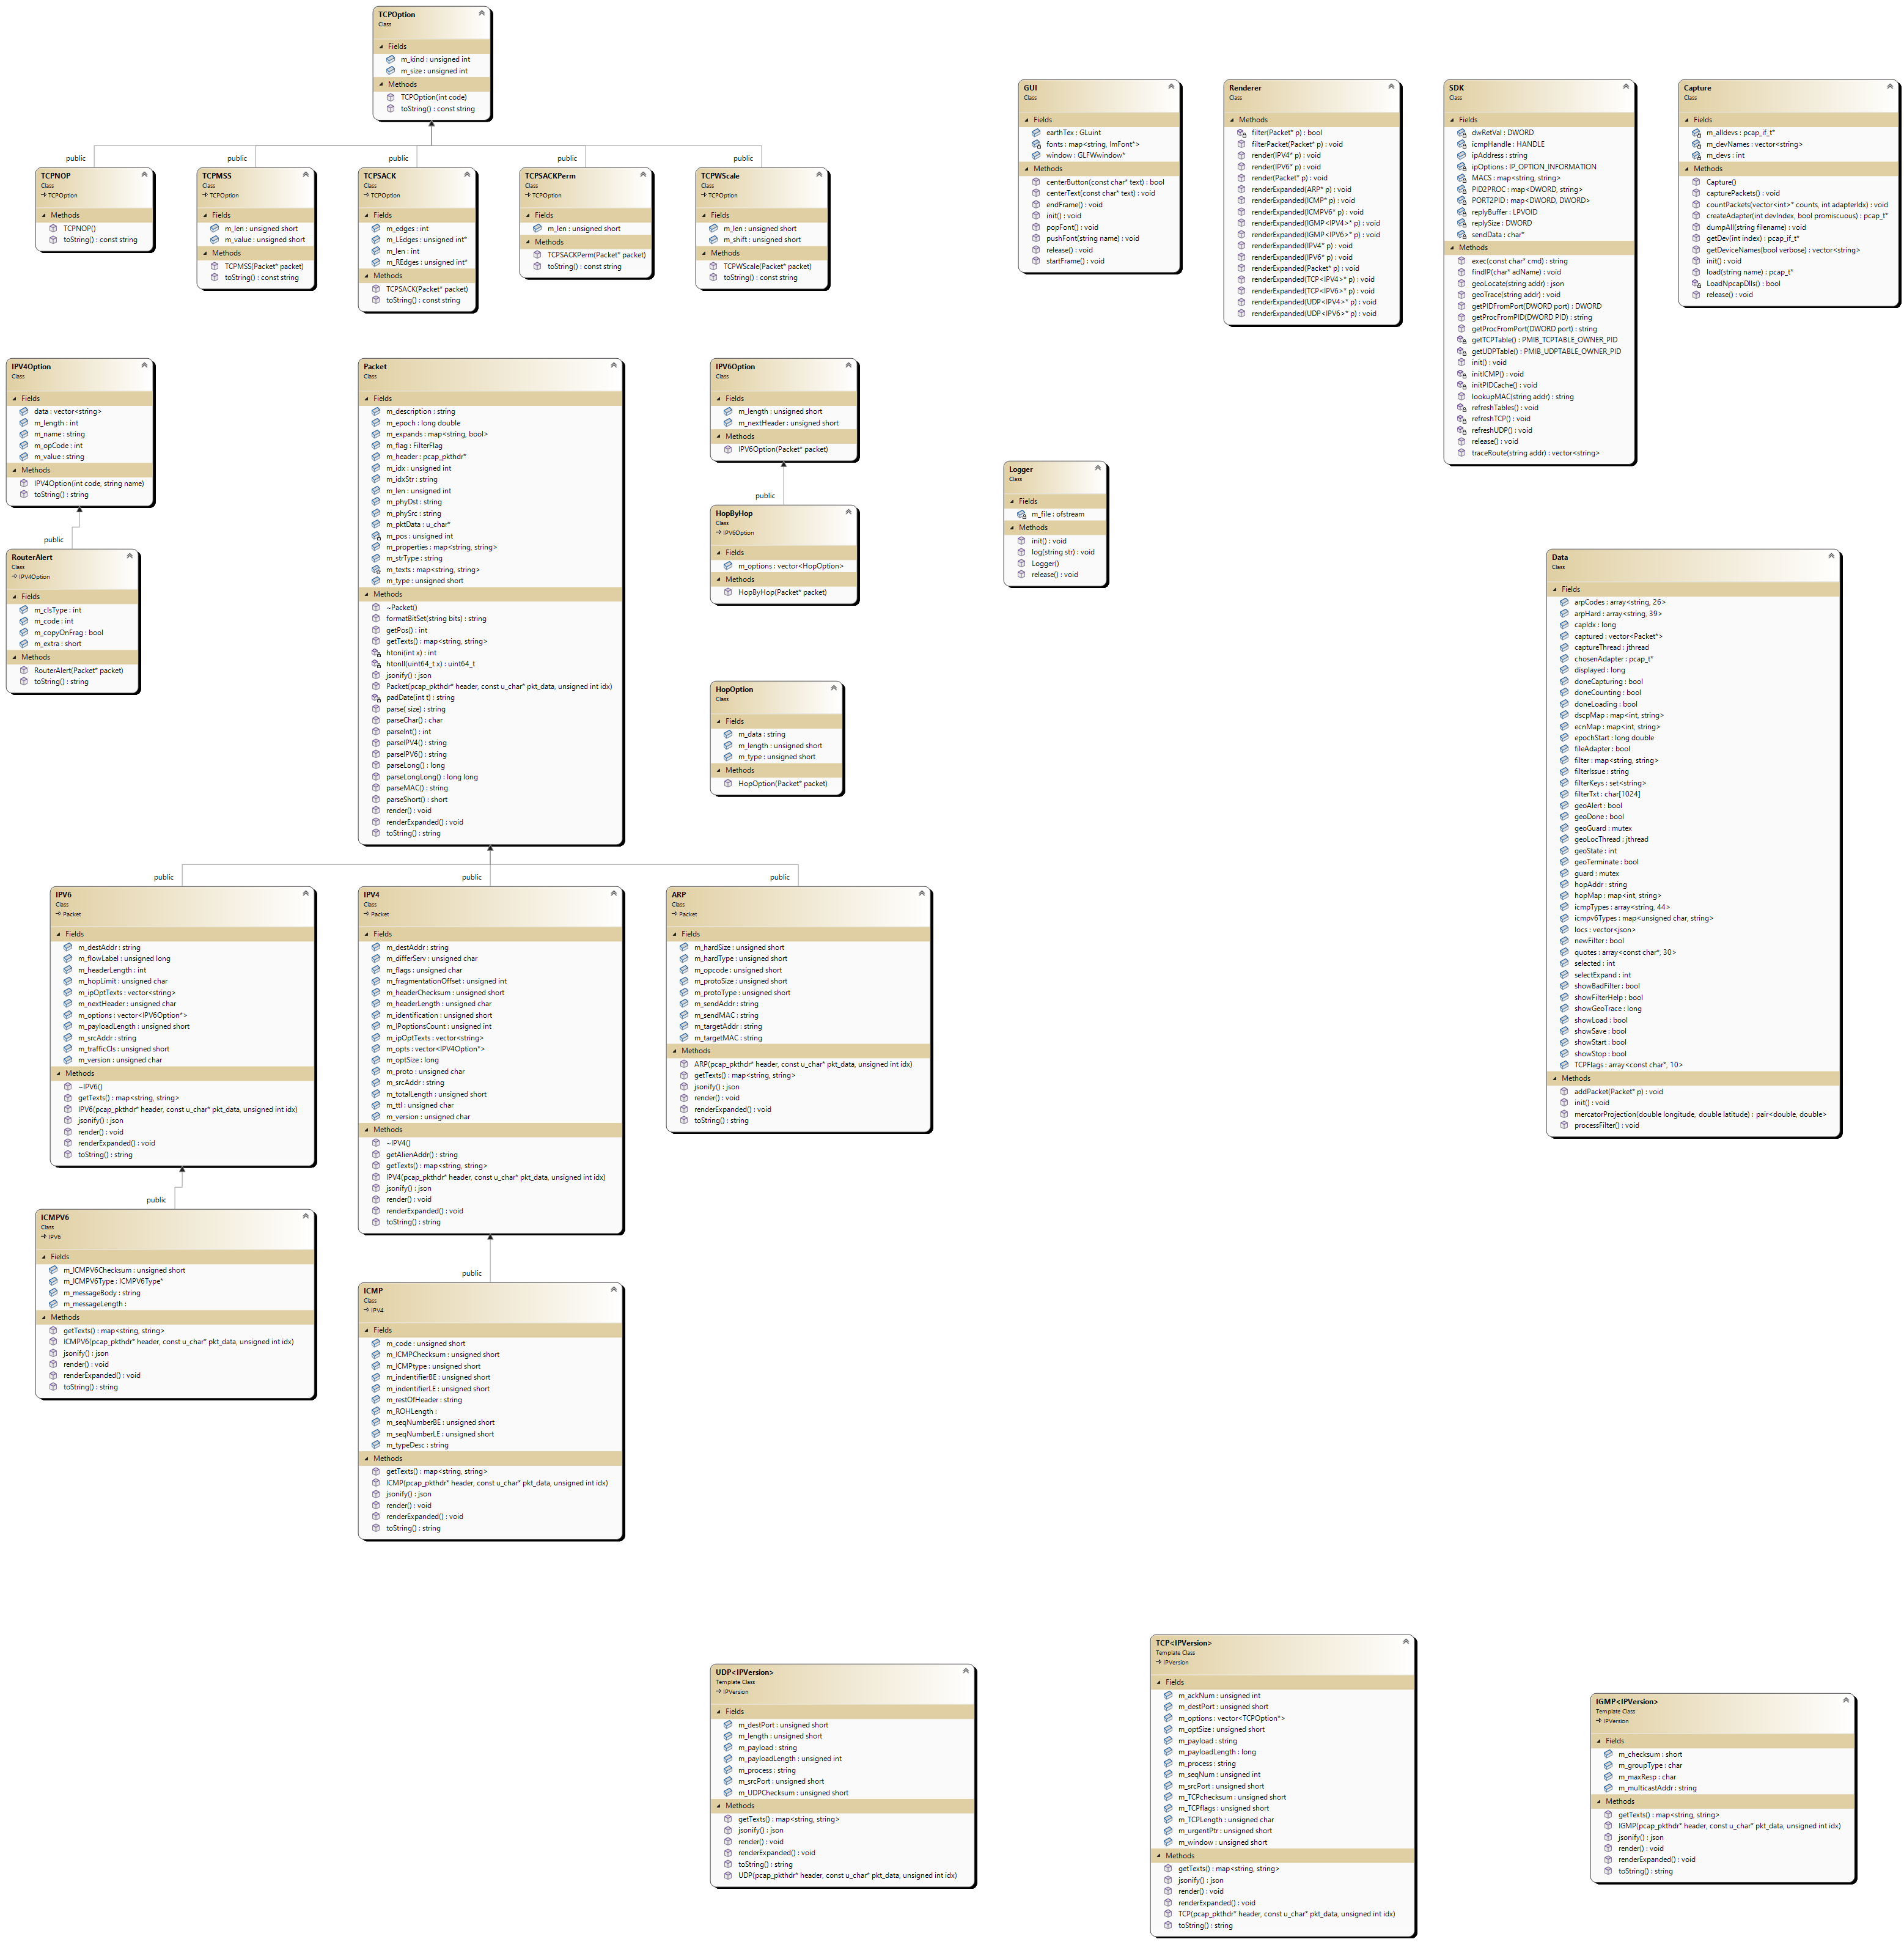 TCPOption
Class
Fields
m_kind : unsigned int
m_size : unsigned int
Methods
TCPOption(int code)
toString() : const string
public
public
public
public
public
TCPNOP
Class
TCPOption
Methods
TCPNOP()
toString() : const string
TCPMSS
Class
TCPOption
Fields
m_len : unsigned short
m_value : unsigned short
Methods
TCPMSS(Packet* packet)
toString() : const string
TCPSACK
Class
TCPOption
Fields
m_edges : int
m_LEdges : unsigned int*
m_len : int
m_REdges : unsigned int*
Methods
TCPSACK(Packet* packet)
toString() : const string
TCPSACKPerm
Class
TCPOption
Fields
m_len : unsigned short
Methods
TCPSACKPerm(Packet* packet)
toString() : const string
TCPWScale
Class
TCPOption
Fields
m_len : unsigned short
m_shift : unsigned short
Methods
TCPWScale(Packet* packet)
toString() : const string
GUI
Class
Fields
earthTex : GLuint
fonts : map<string, ImFont*>
window : GLFWwindow*
Methods
centerButton(const char* text) : bool
centerText(const char* text) : void
endFrame() : void
init() : void
popFont() : void
pushFont(string name) : void
release() : void
startFrame() : void
Renderer
Class
Methods
filter(Packet* p) : bool
filterPacket(Packet* p) : void
render(IPV4* p) : void
render(IPV6* p) : void
render(Packet* p) : void
renderExpanded(ARP* p) : void
renderExpanded(ICMP* p) : void
renderExpanded(ICMPV6* p) : void
renderExpanded(IGMP<IPV4>* p) : void
renderExpanded(IGMP<IPV6>* p) : void
renderExpanded(IPV4* p) : void
renderExpanded(IPV6* p) : void
renderExpanded(Packet* p) : void
renderExpanded(TCP<IPV4>* p) : void
renderExpanded(TCP<IPV6>* p) : void
renderExpanded(UDP<IPV4>* p) : void
renderExpanded(UDP<IPV6>* p) : void
SDK
Class
Fields
dwRetVal : DWORD
icmpHandle : HANDLE
ipAddress : string
ipOptions : IP_OPTION_INFORMATION
MACS : map<string, string>
PID2PROC : map<DWORD, string>
PORT2PID : map<DWORD, DWORD>
replyBuffer : LPVOID
replySize : DWORD
sendData : char*
Methods
exec(const char* cmd) : string
findIP(char* adName) : void
geoLocate(string addr) : json
geoTrace(string addr) : void
getPIDFromPort(DWORD port) : DWORD
getProcFromPID(DWORD PID) : string
getProcFromPort(DWORD port) : string
getTCPTable() : PMIB_TCPTABLE_OWNER_PID
getUDPTable() : PMIB_UDPTABLE_OWNER_PID
init() : void
initICMP() : void
initPIDCache() : void
lookupMAC(string addr) : string
refreshTables() : void
refreshTCP() : void
refreshUDP() : void
release() : void
traceRoute(string addr) : vector<string>
Capture
Class
Fields
m_alldevs : pcap_if_t*
m_devNames : vector<string>
m_devs : int
Methods
Capture()
capturePackets() : void
countPackets(vector<int>* counts, int adapterIdx) : void
createAdapter(int devIndex, bool promiscuous) : pcap_t*
dumpAll(string filename) : void
getDev(int index) : pcap_if_t*
getDeviceNames(bool verbose) : vector<string>
init() : void
load(string name) : pcap_t*
LoadNpcapDlls() : bool
release() : void
IPV4Option
Class
Fields
data : vector<string>
m_length : int
m_name : string
m_opCode : int
m_value : string
Methods
IPV4Option(int code, string name)
toString() : string
public
RouterAlert
Class
IPV4Option
Fields
m_clsType : int
m_code : int
m_copyOnFrag : bool
m_extra : short
Methods
RouterAlert(Packet* packet)
toString() : string
Packet
Class
Fields
m_description : string
m_epoch : long double
m_expands : map<string, bool>
m_flag : FilterFlag
m_header : pcap_pkthdr*
m_idx : unsigned int
m_idxStr : string
m_len : unsigned int
m_phyDst : string
m_phySrc : string
m_pktData : u_char*
m_pos : unsigned int
m_properties : map<string, string>
m_strType : string
m_texts : map<string, string>
m_type : unsigned short
Methods
~Packet()
formatBitSet(string bits) : string
getPos() : int
getTexts() : map<string, string>
htoni(int x) : int
htonll(uint64_t x) : uint64_t
jsonify() : json
Packet(pcap_pkthdr* header, const u_char* pkt_data, unsigned int idx)
padDate(int t) : string
parse( size) : string
parseChar() : char
parseInt() : int
parseIPV4() : string
parseIPV6() : string
parseLong() : long
parseLongLong() : long long
parseMAC() : string
parseShort() : short
render() : void
renderExpanded() : void
toString() : string
IPV6Option
Class
Fields
m_length : unsigned short
m_nextHeader : unsigned short
Methods
IPV6Option(Packet* packet)
public
HopByHop
Class
IPV6Option
Fields
m_options : vector<HopOption>
Methods
HopByHop(Packet* packet)
HopOption
Class
Fields
m_data : string
m_length : unsigned short
m_type : unsigned short
Methods
HopOption(Packet* packet)
Logger
Class
Fields
m_file : ofstream
Methods
init() : void
log(string str) : void
Logger()
release() : void
Data
Class
Fields
arpCodes : array<string, 26>
arpHard : array<string, 39>
capIdx : long
captured : vector<Packet*>
captureThread : jthread
chosenAdapter : pcap_t*
displayed : long
doneCapturing : bool
doneCounting : bool
doneLoading : bool
dscpMap : map<int, string>
ecnMap : map<int, string>
epochStart : long double
fileAdapter : bool
filter : map<string, string>
filterIssue : string
filterKeys : set<string>
filterTxt : char[1024]
geoAlert : bool
geoDone : bool
geoGuard : mutex
geoLocThread : jthread
geoState : int
geoTerminate : bool
guard : mutex
hopAddr : string
hopMap : map<int, string>
icmpTypes : array<string, 44>
icmpv6Types : map<unsigned char, string>
locs : vector<json>
newFilter : bool
quotes : array<const char*, 30>
selected : int
selectExpand : int
showBadFilter : bool
showFilterHelp : bool
showGeoTrace : long
showLoad : bool
showSave : bool
showStart : bool
showStop : bool
TCPFlags : array<const char*, 10>
Methods
addPacket(Packet* p) : void
init() : void
mercatorProjection(double longitude, double latitude) : pair<double, double>
processFilter() : void
public
public
public
IPV6
Class
Packet
Fields
m_destAddr : string
m_flowLabel : unsigned long
m_headerLength : int
m_hopLimit : unsigned char
m_ipOptTexts : vector<string>
m_nextHeader : unsigned char
m_options : vector<IPV6Option*>
m_payloadLength : unsigned short
m_srcAddr : string
m_trafficCls : unsigned short
m_version : unsigned char
Methods
~IPV6()
getTexts() : map<string, string>
IPV6(pcap_pkthdr* header, const u_char* pkt_data, unsigned int idx)
jsonify() : json
render() : void
renderExpanded() : void
toString() : string
IPV4
Class
Packet
Fields
m_destAddr : string
m_differServ : unsigned char
m_flags : unsigned char
m_fragmentationOffset : unsigned int
m_headerChecksum : unsigned short
m_headerLength : unsigned char
m_identification : unsigned short
m_IPoptionsCount : unsigned int
m_ipOptTexts : vector<string>
m_opts : vector<IPV4Option*>
m_optSize : long
m_proto : unsigned char
m_srcAddr : string
m_totalLength : unsigned short
m_ttl : unsigned char
m_version : unsigned char
Methods
~IPV4()
getAlienAddr() : string
getTexts() : map<string, string>
IPV4(pcap_pkthdr* header, const u_char* pkt_data, unsigned int idx)
jsonify() : json
render() : void
renderExpanded() : void
toString() : string
ARP
Class
Packet
Fields
m_hardSize : unsigned short
m_hardType : unsigned short
m_opcode : unsigned short
m_protoSize : unsigned short
m_protoType : unsigned short
m_sendAddr : string
m_sendMAC : string
m_targetAddr : string
m_targetMAC : string
Methods
ARP(pcap_pkthdr* header, const u_char* pkt_data, unsigned int idx)
getTexts() : map<string, string>
jsonify() : json
render() : void
renderExpanded() : void
toString() : string
public
ICMPV6
Class
IPV6
Fields
m_ICMPV6Checksum : unsigned short
m_ICMPV6Type : ICMPV6Type*
m_messageBody : string
m_messageLength :
Methods
getTexts() : map<string, string>
ICMPV6(pcap_pkthdr* header, const u_char* pkt_data, unsigned int idx)
jsonify() : json
render() : void
renderExpanded() : void
toString() : string
public
ICMP
Class
IPV4
Fields
m_code : unsigned short
m_ICMPChecksum : unsigned short
m_ICMPtype : unsigned short
m_indentifierBE : unsigned short
m_indentifierLE : unsigned short
m_restOfHeader : string
m_ROHLength :
m_seqNumberBE : unsigned short
m_seqNumberLE : unsigned short
m_typeDesc : string
Methods
getTexts() : map<string, string>
ICMP(pcap_pkthdr* header, const u_char* pkt_data, unsigned int idx)
jsonify() : json
render() : void
renderExpanded() : void
toString() : string
UDP<IPVersion>
Template Class
IPVersion
Fields
m_destPort : unsigned short
m_length : unsigned short
m_payload : string
m_payloadLength : unsigned int
m_process : string
m_srcPort : unsigned short
m_UDPChecksum : unsigned short
Methods
getTexts() : map<string, string>
jsonify() : json
render() : void
renderExpanded() : void
toString() : string
UDP(pcap_pkthdr* header, const u_char* pkt_data, unsigned int idx)
TCP<IPVersion>
Template Class
IPVersion
Fields
m_ackNum : unsigned int
m_destPort : unsigned short
m_options : vector<TCPOption*>
m_optSize : unsigned short
m_payload : string
m_payloadLength : long
m_process : string
m_seqNum : unsigned int
m_srcPort : unsigned short
m_TCPchecksum : unsigned short
m_TCPflags : unsigned short
m_TCPLength : unsigned char
m_urgentPtr : unsigned short
m_window : unsigned short
Methods
getTexts() : map<string, string>
jsonify() : json
render() : void
renderExpanded() : void
TCP(pcap_pkthdr* header, const u_char* pkt_data, unsigned int idx)
toString() : string
IGMP<IPVersion>
Template Class
IPVersion
Fields
m_checksum : short
m_groupType : char
m_maxResp : char
m_multicastAddr : string
Methods
getTexts() : map<string, string>
IGMP(pcap_pkthdr* header, const u_char* pkt_data, unsigned int idx)
jsonify() : json
render() : void
renderExpanded() : void
toString() : string